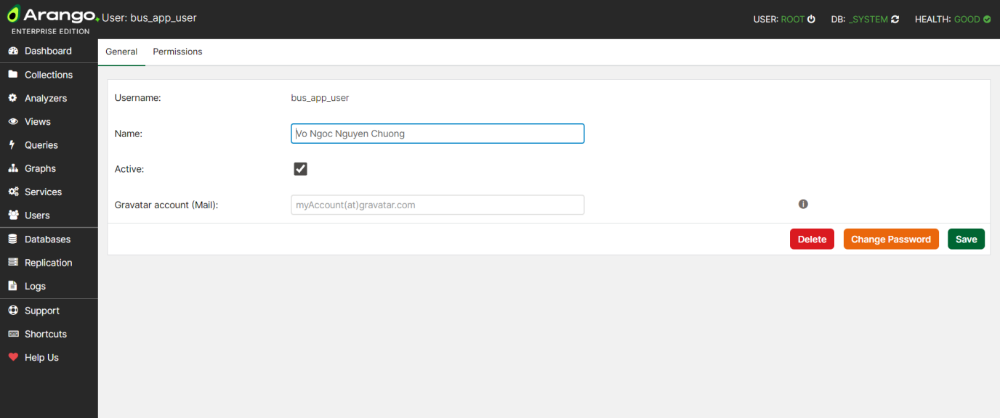 Arango
User: bus_app_user
USER: ROOT
DB: _SYSTEM
HEALTH: GOOD
ENTERPRISE EDITION
Dashboard
Collections
Analyzers
Views
Queries
Graphs
Services
Users
Databases
Replication
Logs
Support
Shortcuts
Help Us
General
Permissions
Username:
bus_app_user
Name:
Vo Ngoc Nguyen Chuong
Active:
Gravatar account (Mail):
myAccount(at)gravatar.com
Delete
Change Password
Save